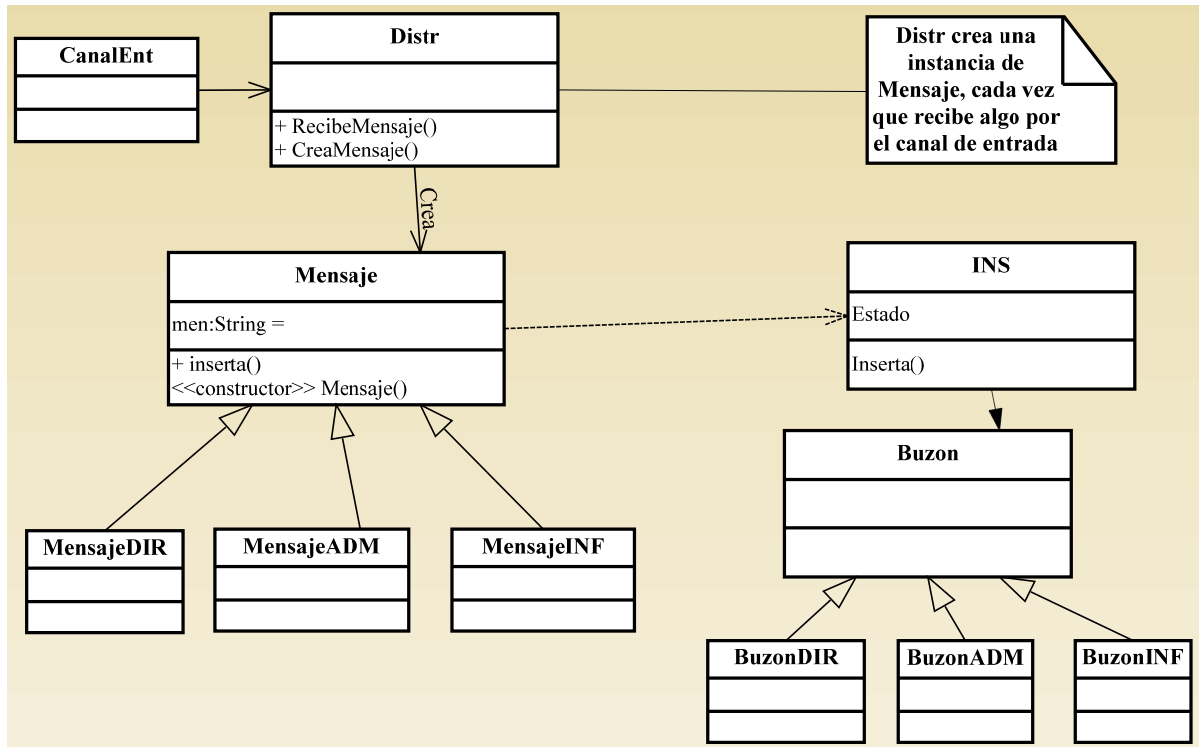 CanalEnt
Distr
+ RecibeMensaje()
+ CreaMensaje()
Distr crea una
instancia de
Mensaje, cada vez
que recibe algo por
el canal de entrada
Crea
Mensaje
men:String =
+ inserta()
<<constructor>> Mensaje()
INS
Estado
Inserta()
Buzon
MensajeDIR
MensajeADM
MensajeINF
BuzonDIR
BuzonADM
BuzonINF